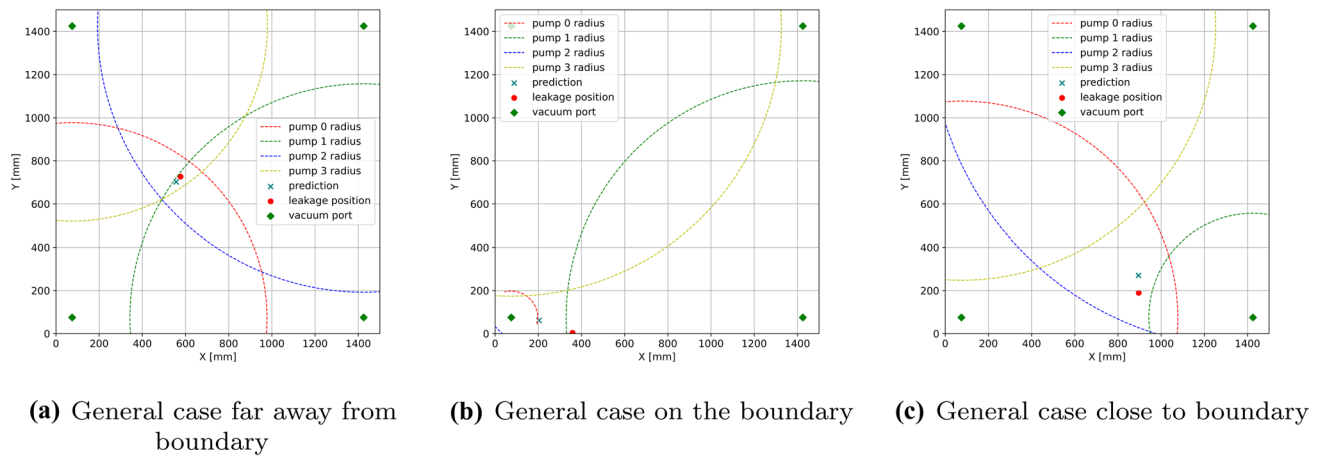 1400
1200
1000
800
600
400
200
0
Y [mm]
0 200 400 600 800 1000 1200 1400
X [mm]
pump 0 radius
pump 1 radius
pump 2 radius
pump 3 radius
prediction
leakage position
vacuum port
(a) General case far away from
boundary
1400
1200
1000
800
600
400
200
0
Y [mm]
0 200 400 600 800 1000 1200 1400
X [mm]
pump 0 radius
pump 1 radius
pump 2 radius
pump 3 radius
prediction
leakage position
vacuum port
(b) General case on the boundary
1400
1200
1000
800
600
400
200
0
Y [mm]
0 200 400 600 800 1000 1200 1400
X [mm]
pump 0 radius
pump 1 radius
pump 2 radius
pump 3 radius
prediction
leakage position
vacuum port
(c) General case close to boundary